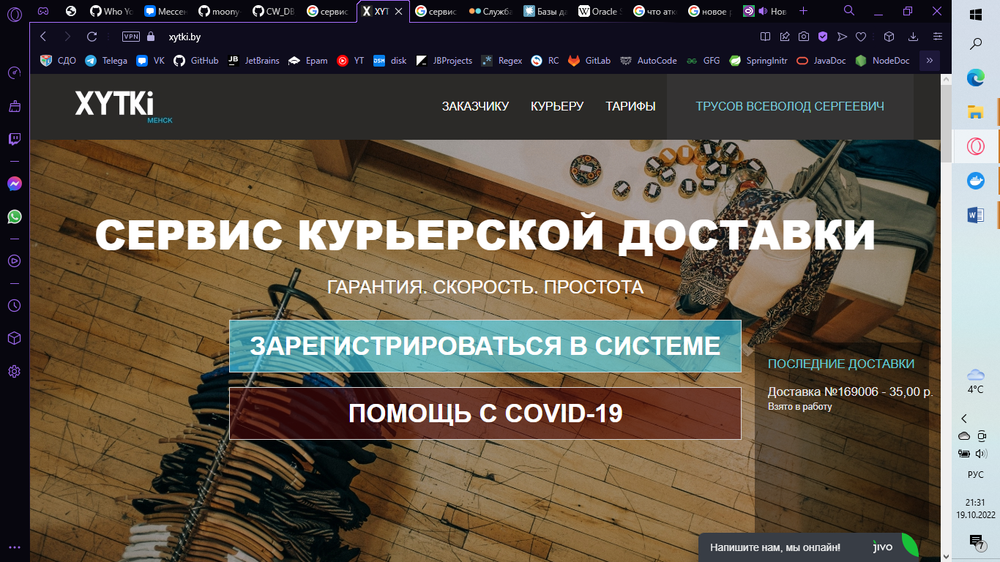 Who Yo
Мессен
moony-
CW_DB
сервис
XYT
сервис
Служба
Базы да
Oracle S
что атк
новое р
Нов
VPN
xytki.by
СДО
Telega
VK
GitHub
JetBrains
Epam
YT
disk
JBProjects
Regex
RC
GitLab
AutoCode
GFG
SpringInitr
JavaDoc
NodeDoc
»
XYTKi
МЕНСК
ЗАКАЗЧИКУ
КУРЬЕРУ
ТАРИФЫ
ТРУСОВ ВСЕВОЛОД СЕРГЕЕВИЧ
СЕРВИС КУРЬЕРСКОЙ ДОСТАВКИ
ГАРАНТИЯ. СКОРОСТЬ. ПРОСТОТА
ЗАРЕГИСТРИРОВАТЬСЯ В СИСТЕМЕ
ПОМОЩЬ С COVID-19
ПОСЛЕДНИЕ ДОСТАВКИ
Доставка №169006 - 35,00 р.
Взято в работу
Напишите нам, мы онлайн!
jivo
4°C
РУС
21:31
19.10.2022
7